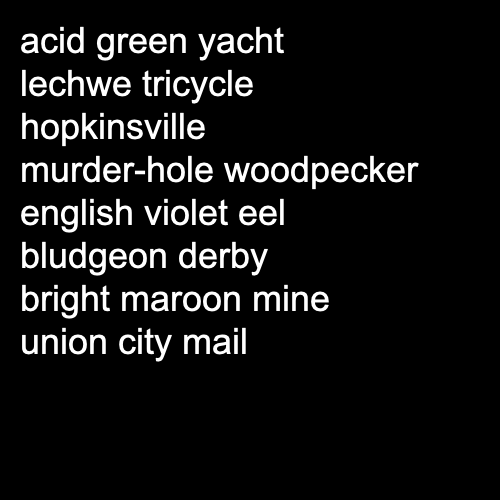 acid green yacht
lechwe tricycle
hopkinsville
murder-hole woodpecker
english violet eel
bludgeon derby
bright maroon mine
union city mail